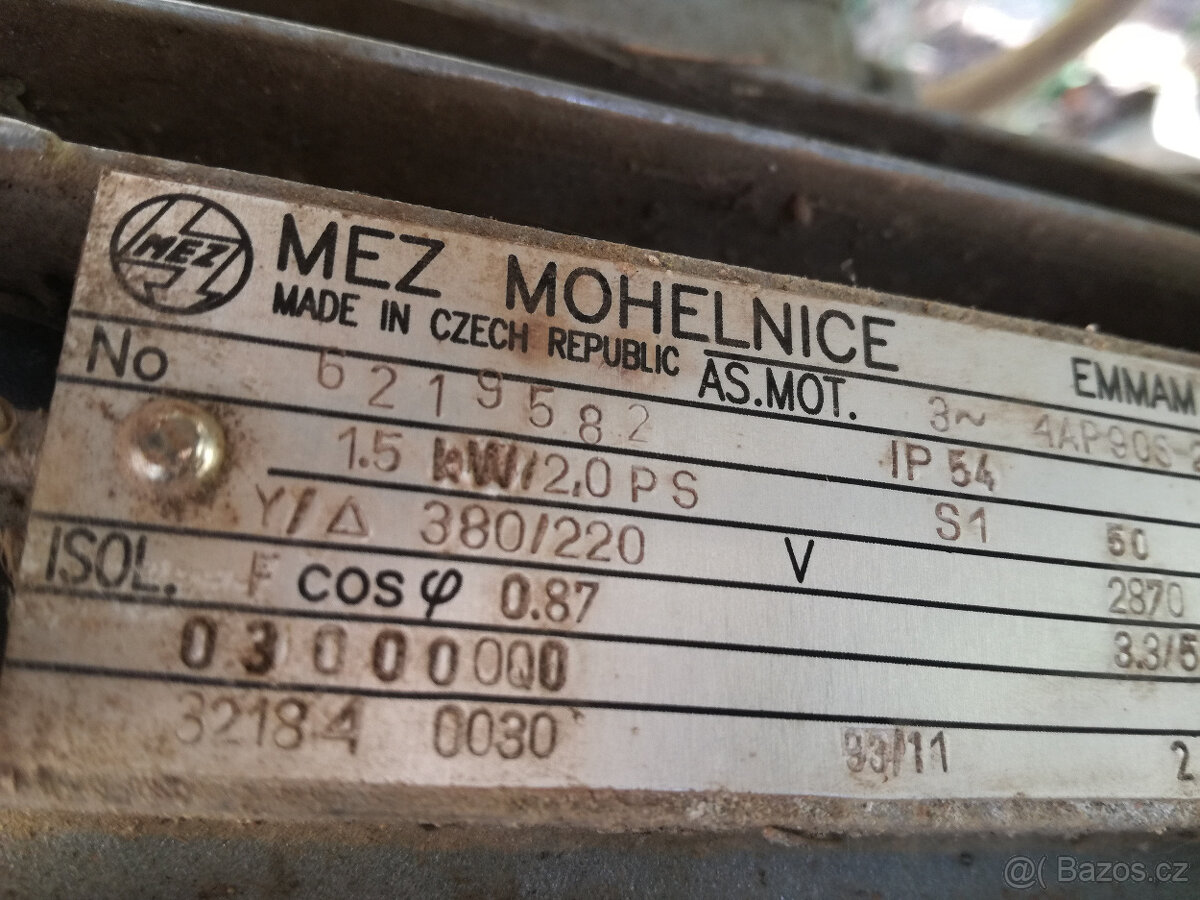 MEZ
MEZ MOHELNICE
MADE IN CZECH REPUBLIC AS.MOT. EMMAM
No 6219582 3~ 4AP90S-2
1.5 kW/2,0 PS IP 54
Y/Δ 380/220 V S1 50
ISOL. F cos φ 0.87 2870
03000000 3.3/5
32184 0030 93/11 2
@( Bazos.cz